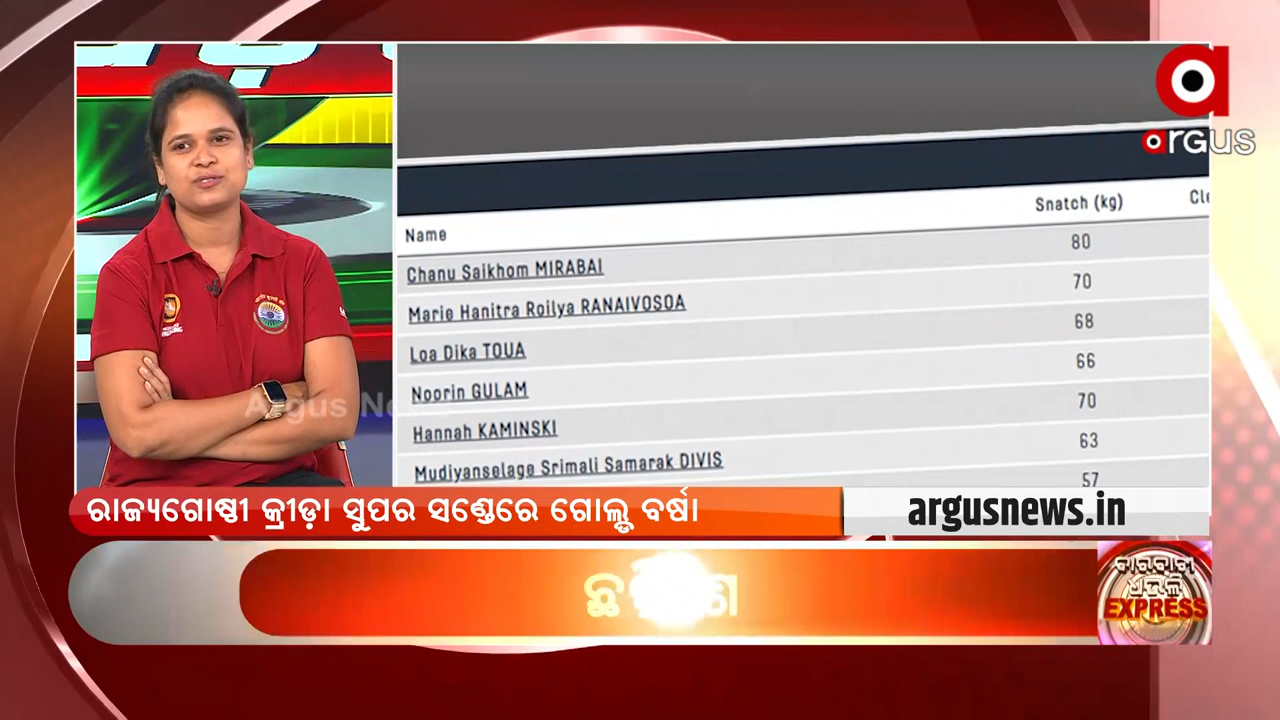 argus
Name
Snatch (kg)
Chanu Saikhom MIRABAI
80
Marie Hanitra Roilya RANAIVOSOA
70
Loa Dika TOUA
68
Noorin GULAM
66
Hannah KAMINSKI
70
Mudiyanselage Srimali Samarak DIVIS
63
57
Argus
ରାଜ୍ୟଗୋଷ୍ଠୀ କ୍ରୀଡ଼ା ସୁପର ସଣ୍ଡେରେ ଗୋଲ୍ଡ ବର୍ଷା
argusnews.in
EXPRESS